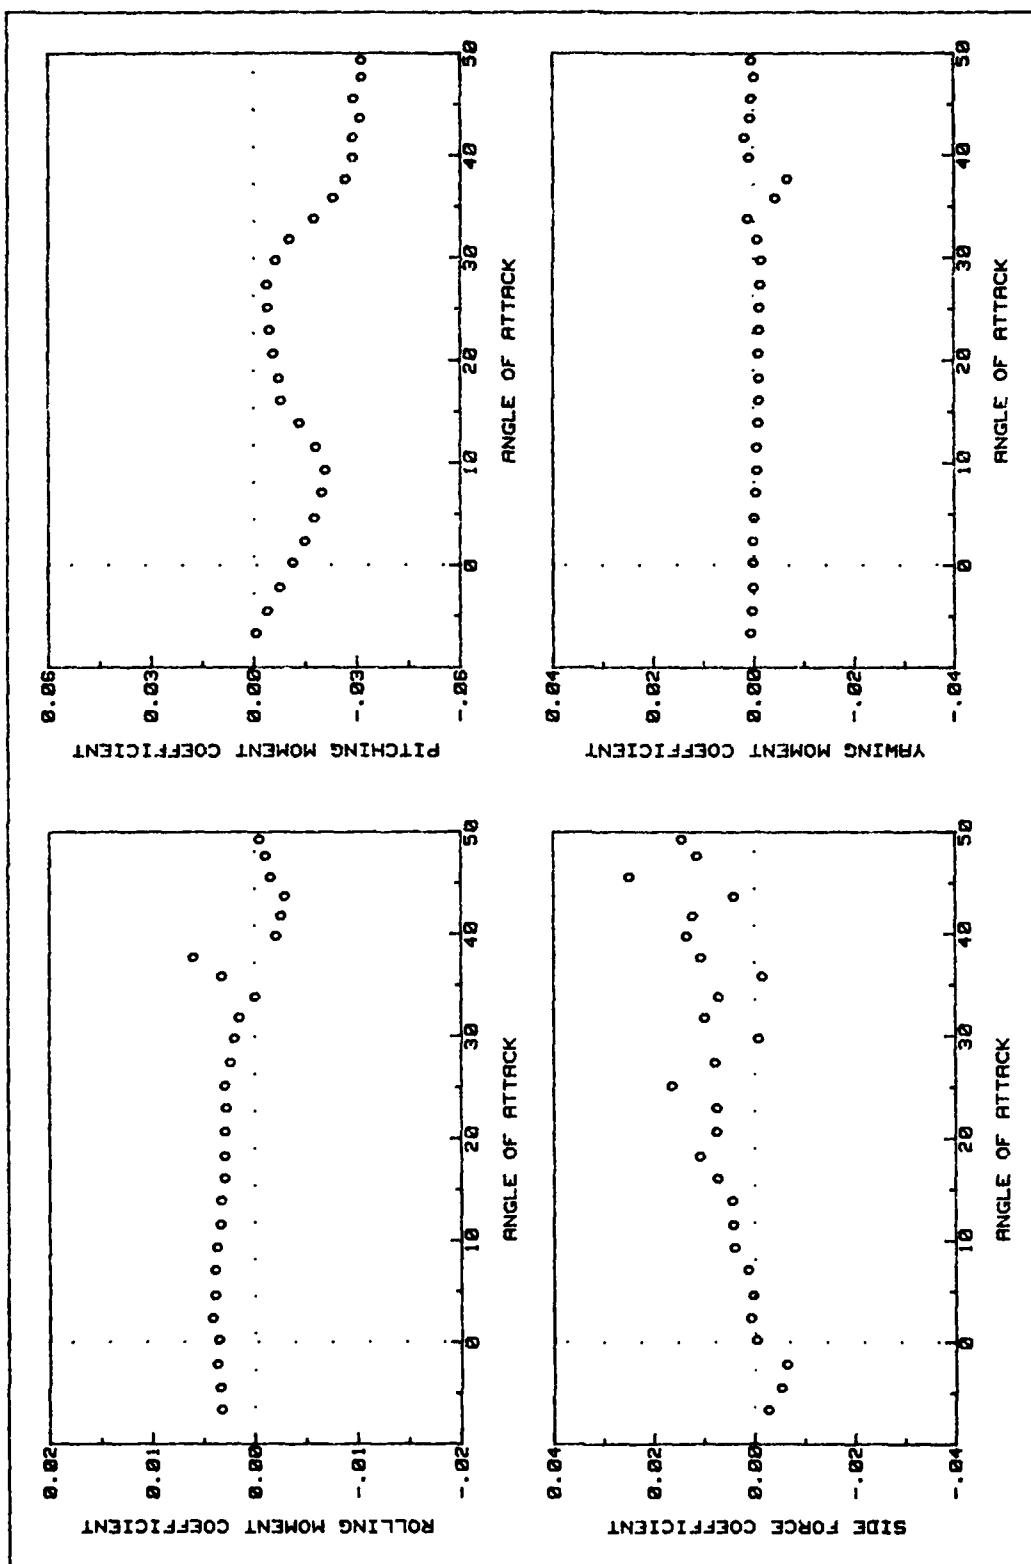 0.02
0.01
0.00
-.01
-.02
ROLLING MOMENT COEFFICIENT
0 10 20 30 40 50
ANGLE OF ATTACK
0.06
0.03
0.00
-.03
-.06
PITCHING MOMENT COEFFICIENT
0 10 20 30 40 50
ANGLE OF ATTACK
0.04
0.02
0.00
-.02
-.04
SIDE FORCE COEFFICIENT
0 10 20 30 40 50
ANGLE OF ATTACK
0.04
0.02
0.00
-.02
-.04
YAWING MOMENT COEFFICIENT
0 10 20 30 40 50
ANGLE OF ATTACK